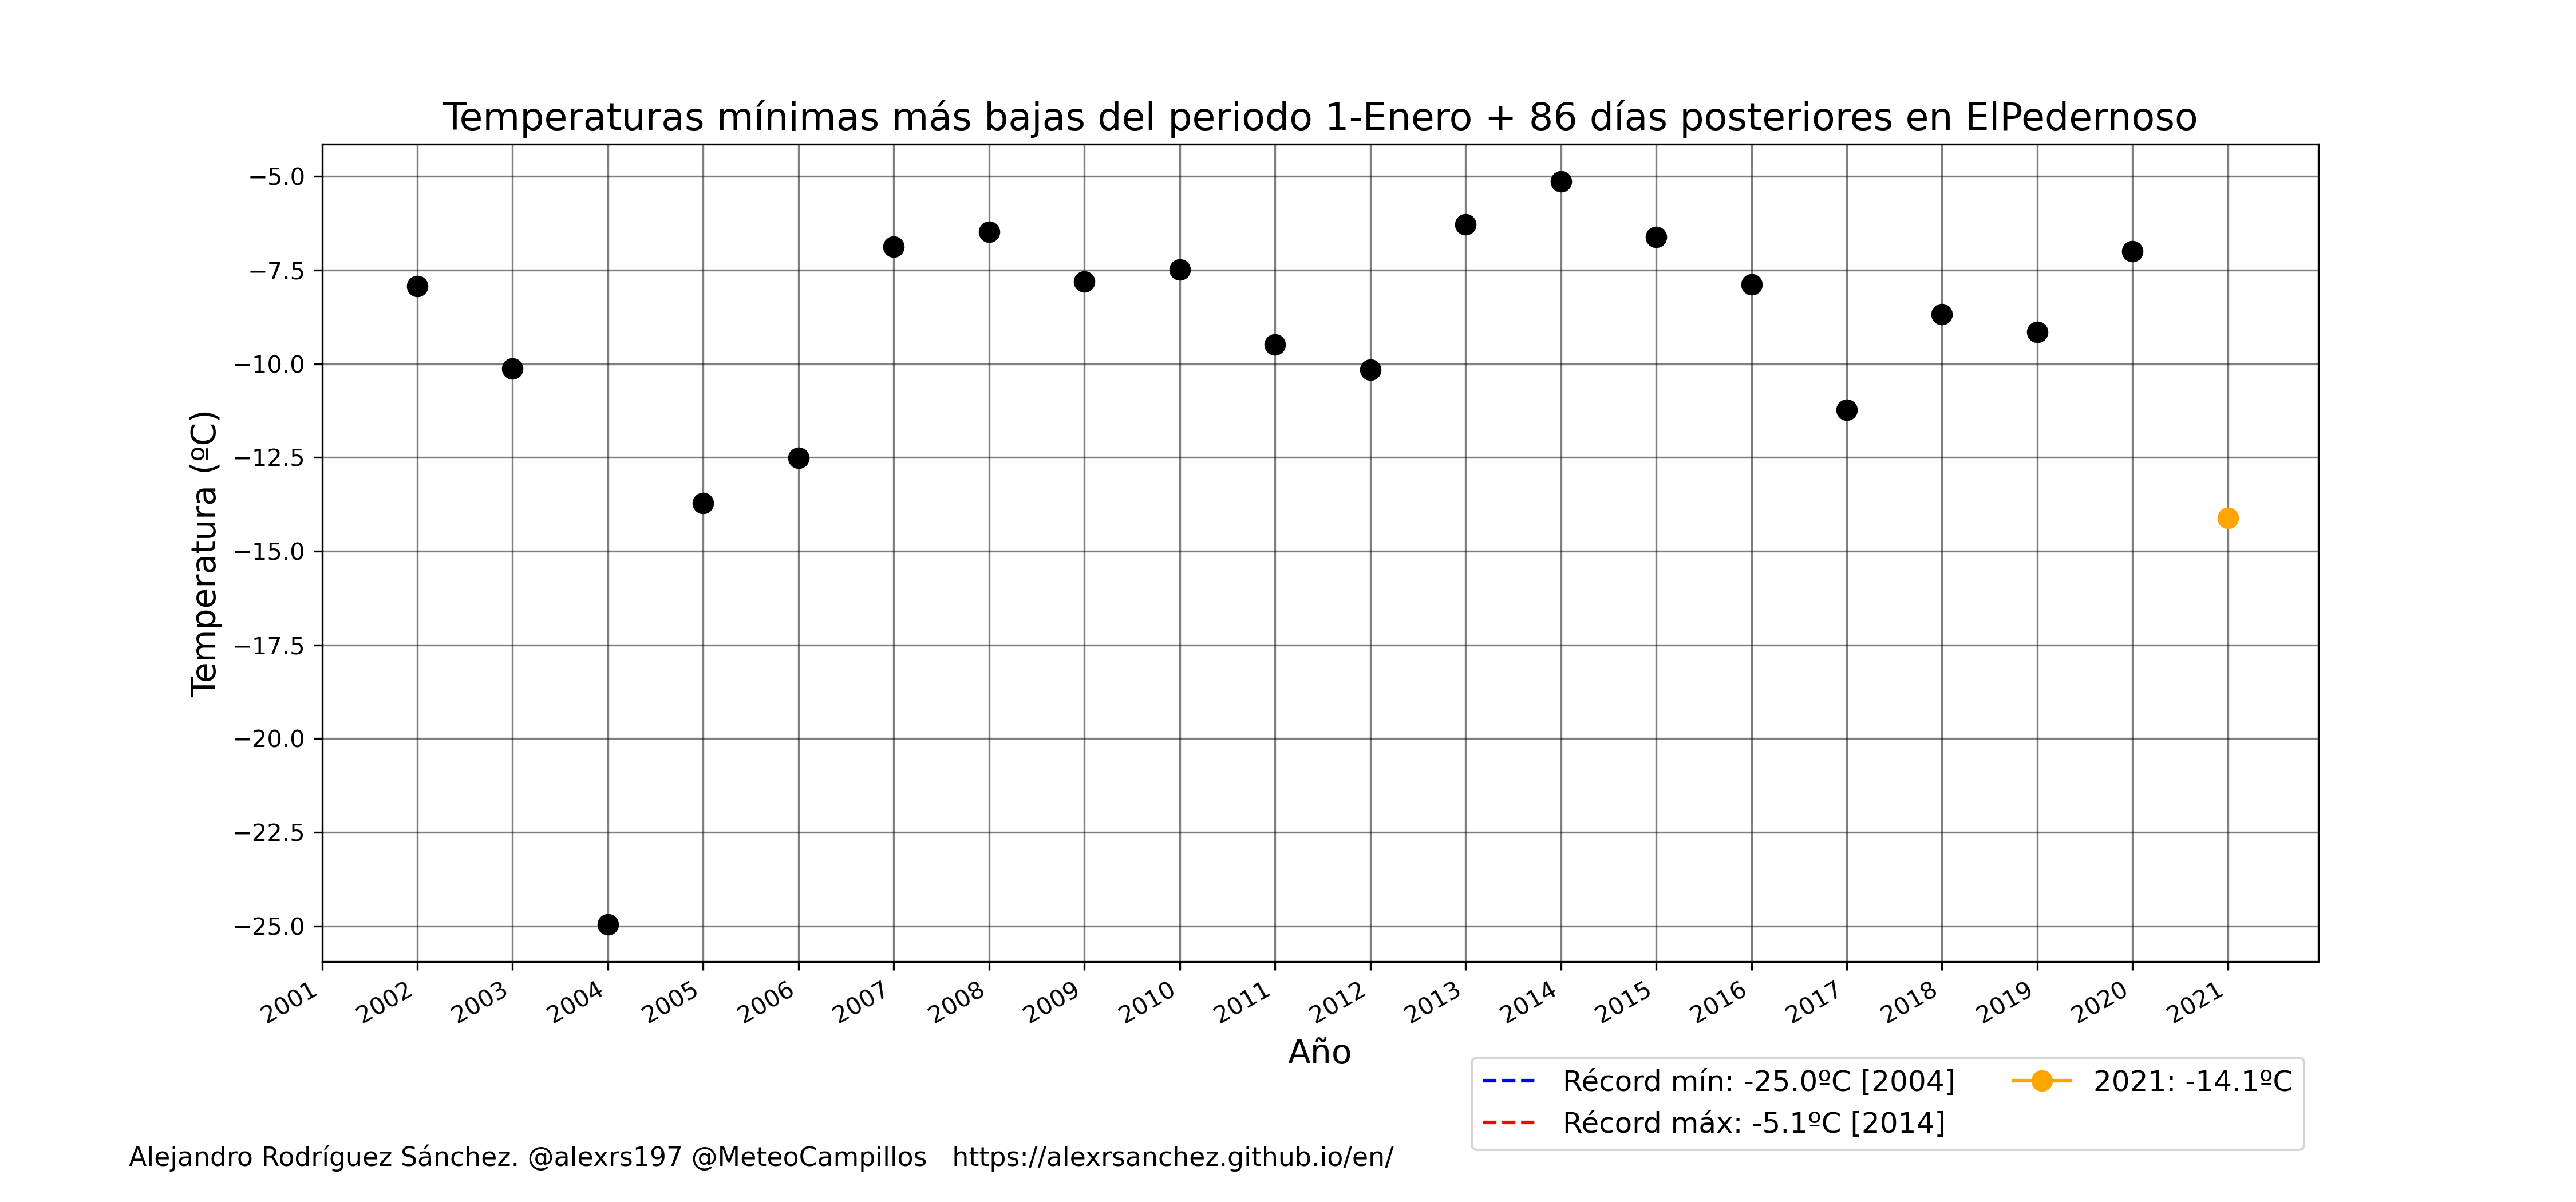 Temperaturas mínimas más bajas del periodo 1-Enero + 86 días posteriores en ElPedernoso
Temperatura (ºC)
−5.0
−7.5
−10.0
−12.5
−15.0
−17.5
−20.0
−22.5
−25.0
2001 2002 2003 2004 2005 2006 2007 2008 2009 2010 2011 2012 2013 2014 2015 2016 2017 2018 2019 2020 2021
Año
Récord mín: -25.0ºC [2004]
Récord máx: -5.1ºC [2014]
2021: -14.1ºC
Alejandro Rodríguez Sánchez. @alexrs197 @MeteoCampillos https://alexrsanchez.github.io/en/